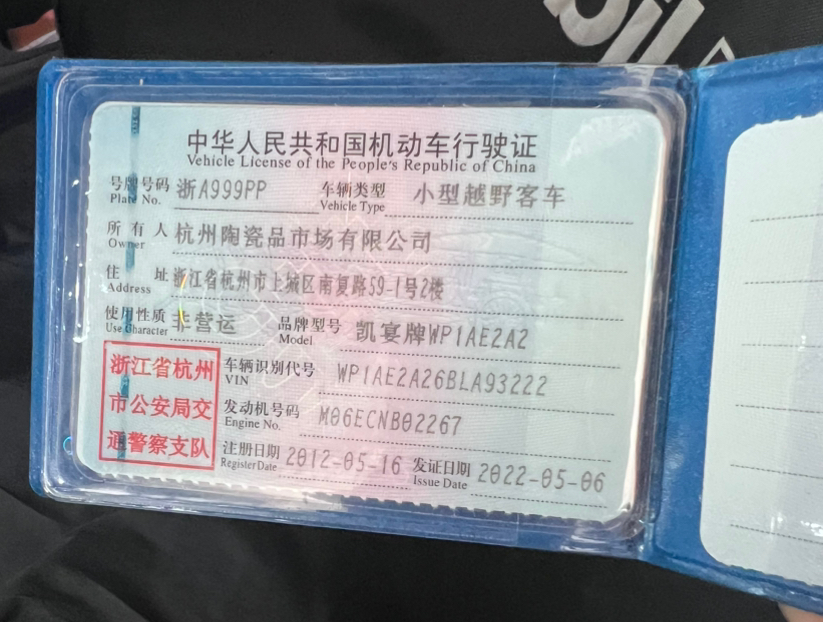 bil
中华人民共和国机动车行驶证
Vehicle License of the People's Republic of China
号牌号码 浙A999PP 车辆类型 小型越野客车
Plate No. Vehicle Type
所有人 杭州陶瓷品市场有限公司
Owner
住址 浙江省杭州市上城区南复路59-1号2楼
Address
使用性质 非营运 品牌型号 凯宴牌WP1AE2A2
Use Character Model
浙江省杭州
市公安局交
通警察支队
车辆识别代号 WP1AE2A26BLA93222
VIN
发动机号码 M06ECNB02267
Engine No.
注册日期 2012-05-16 发证日期 2022-05-06
Register Date Issue Date